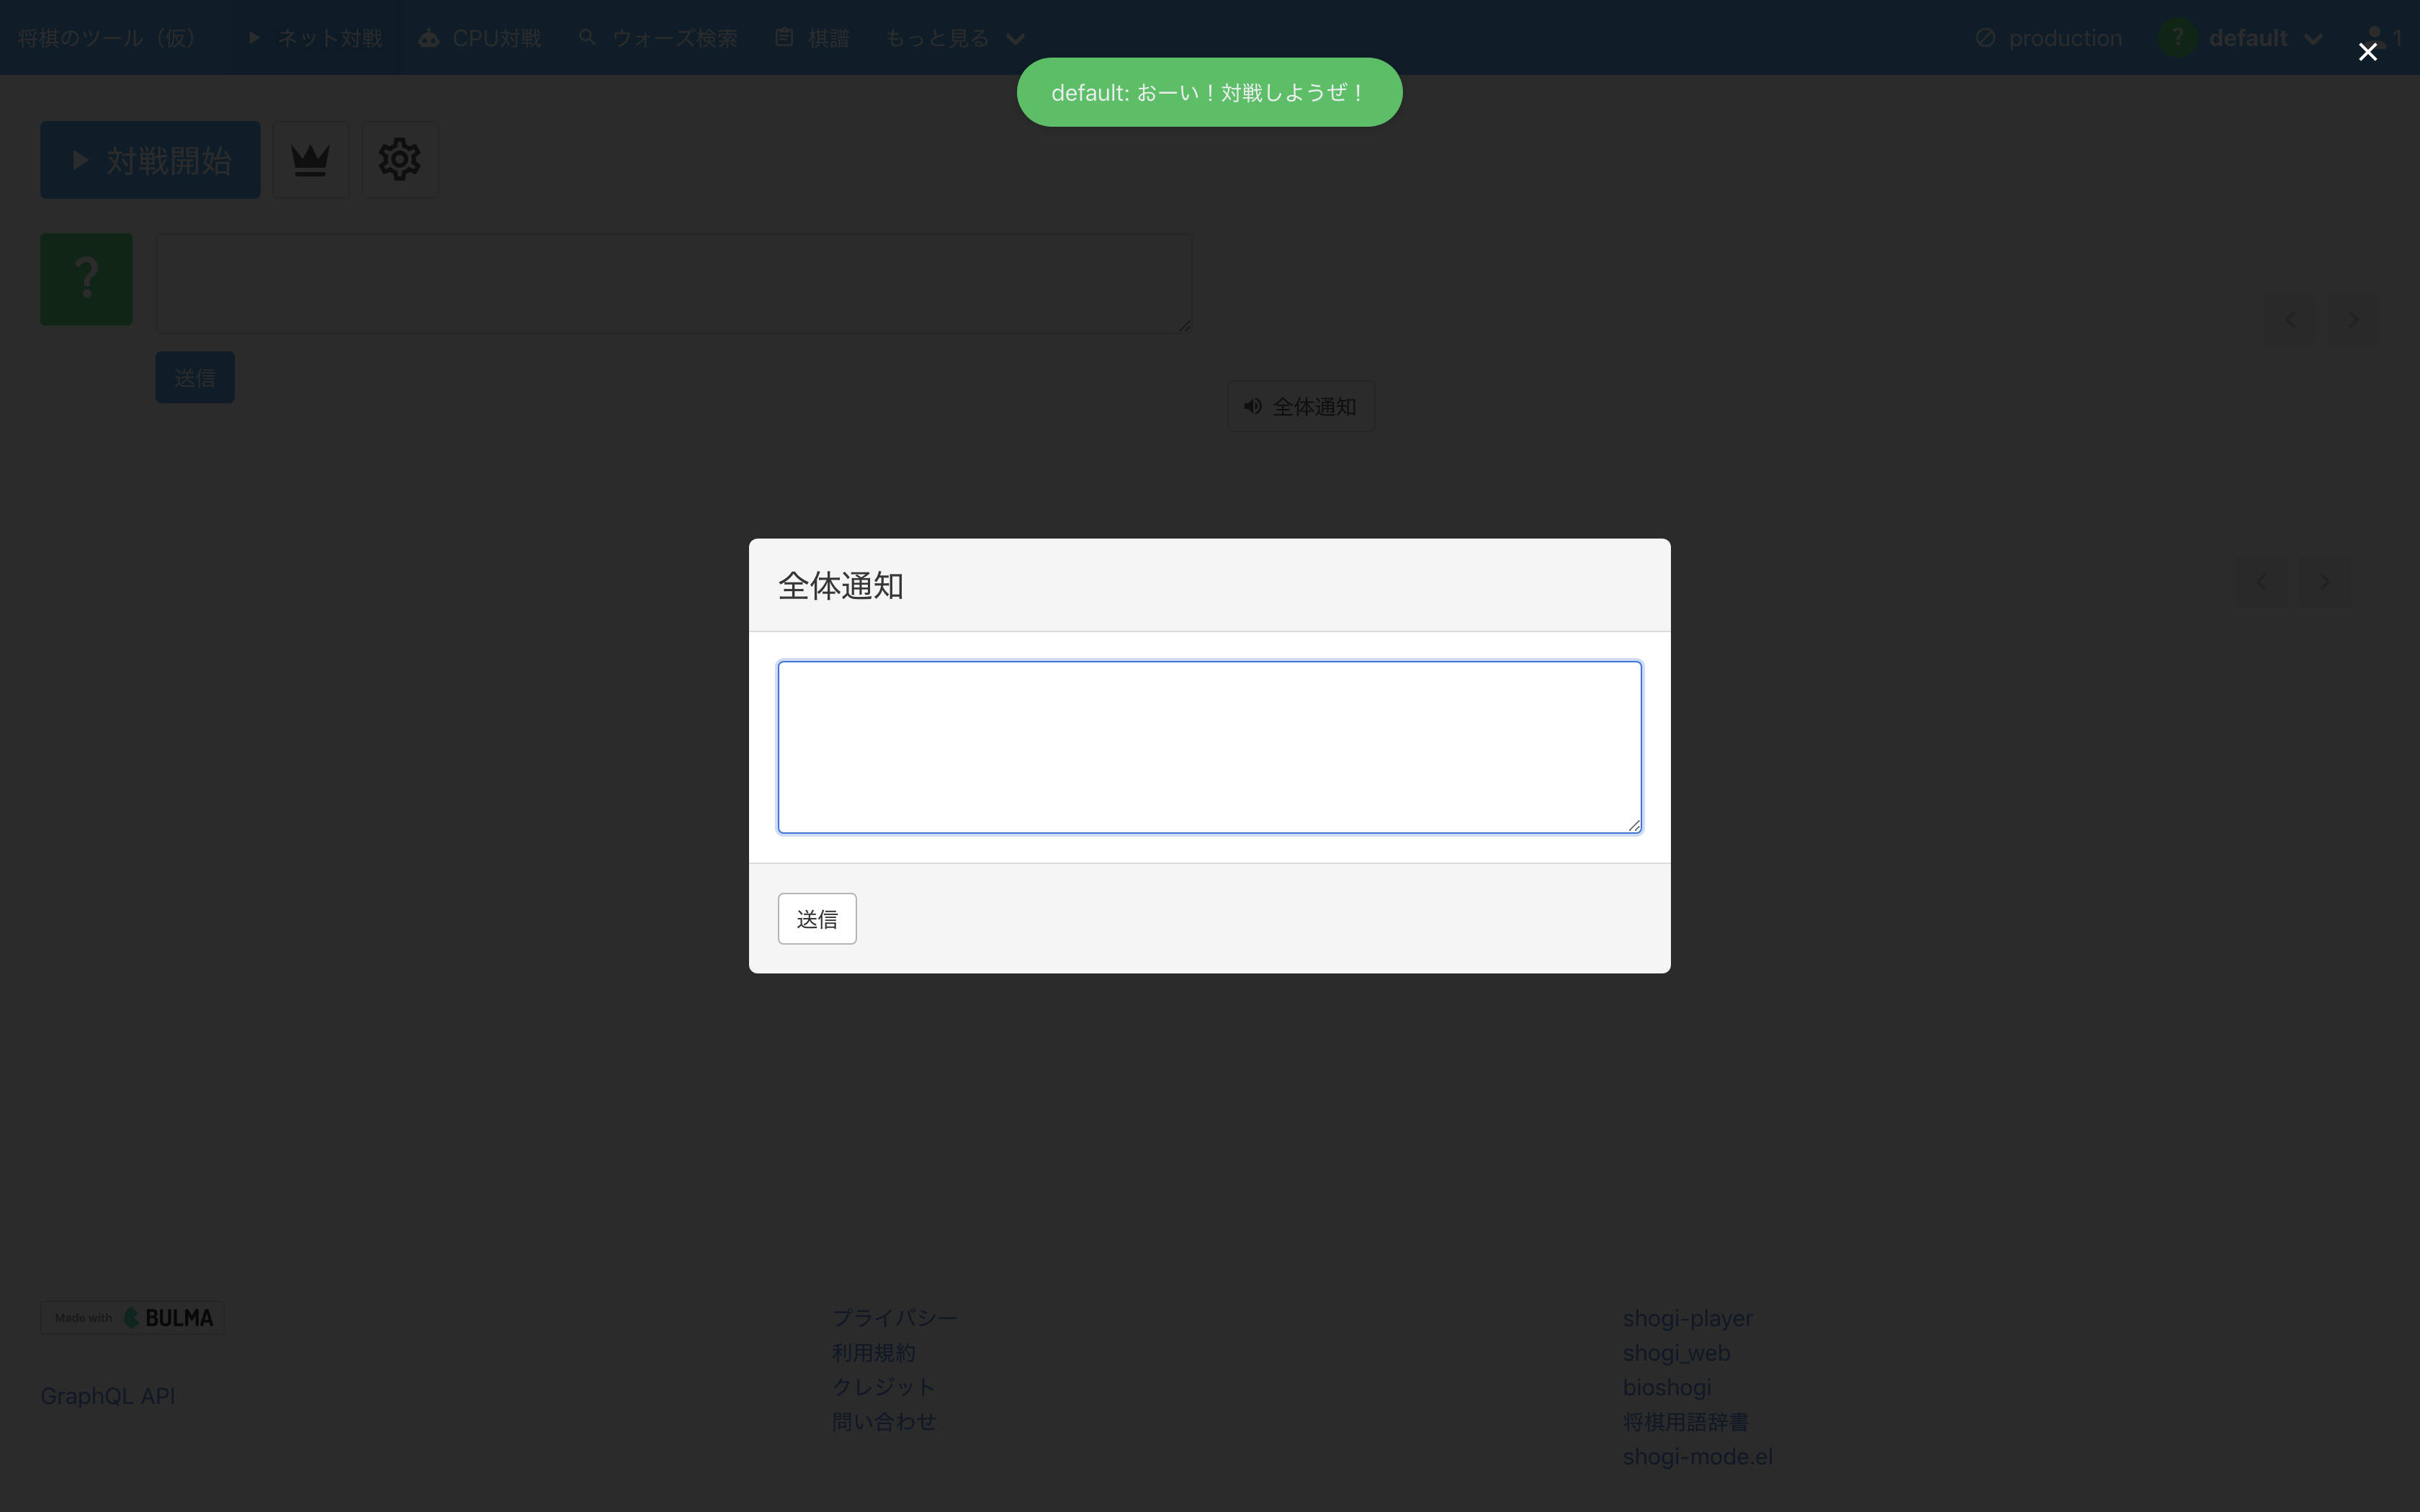 将棋のツール（仮） ネット対戦 CPU対戦 ウォーズ検索 棋譜 もっと見る production ? default 1
default: おーい！対戦しようぜ！
対戦開始
?
送信
全体通知
全体通知
送信
Made with BULMA
GraphQL API
プライバシー
利用規約
クレジット
問い合わせ
shogi-player
shogi_web
bioshogi
将棋用語辞書
shogi-mode.el